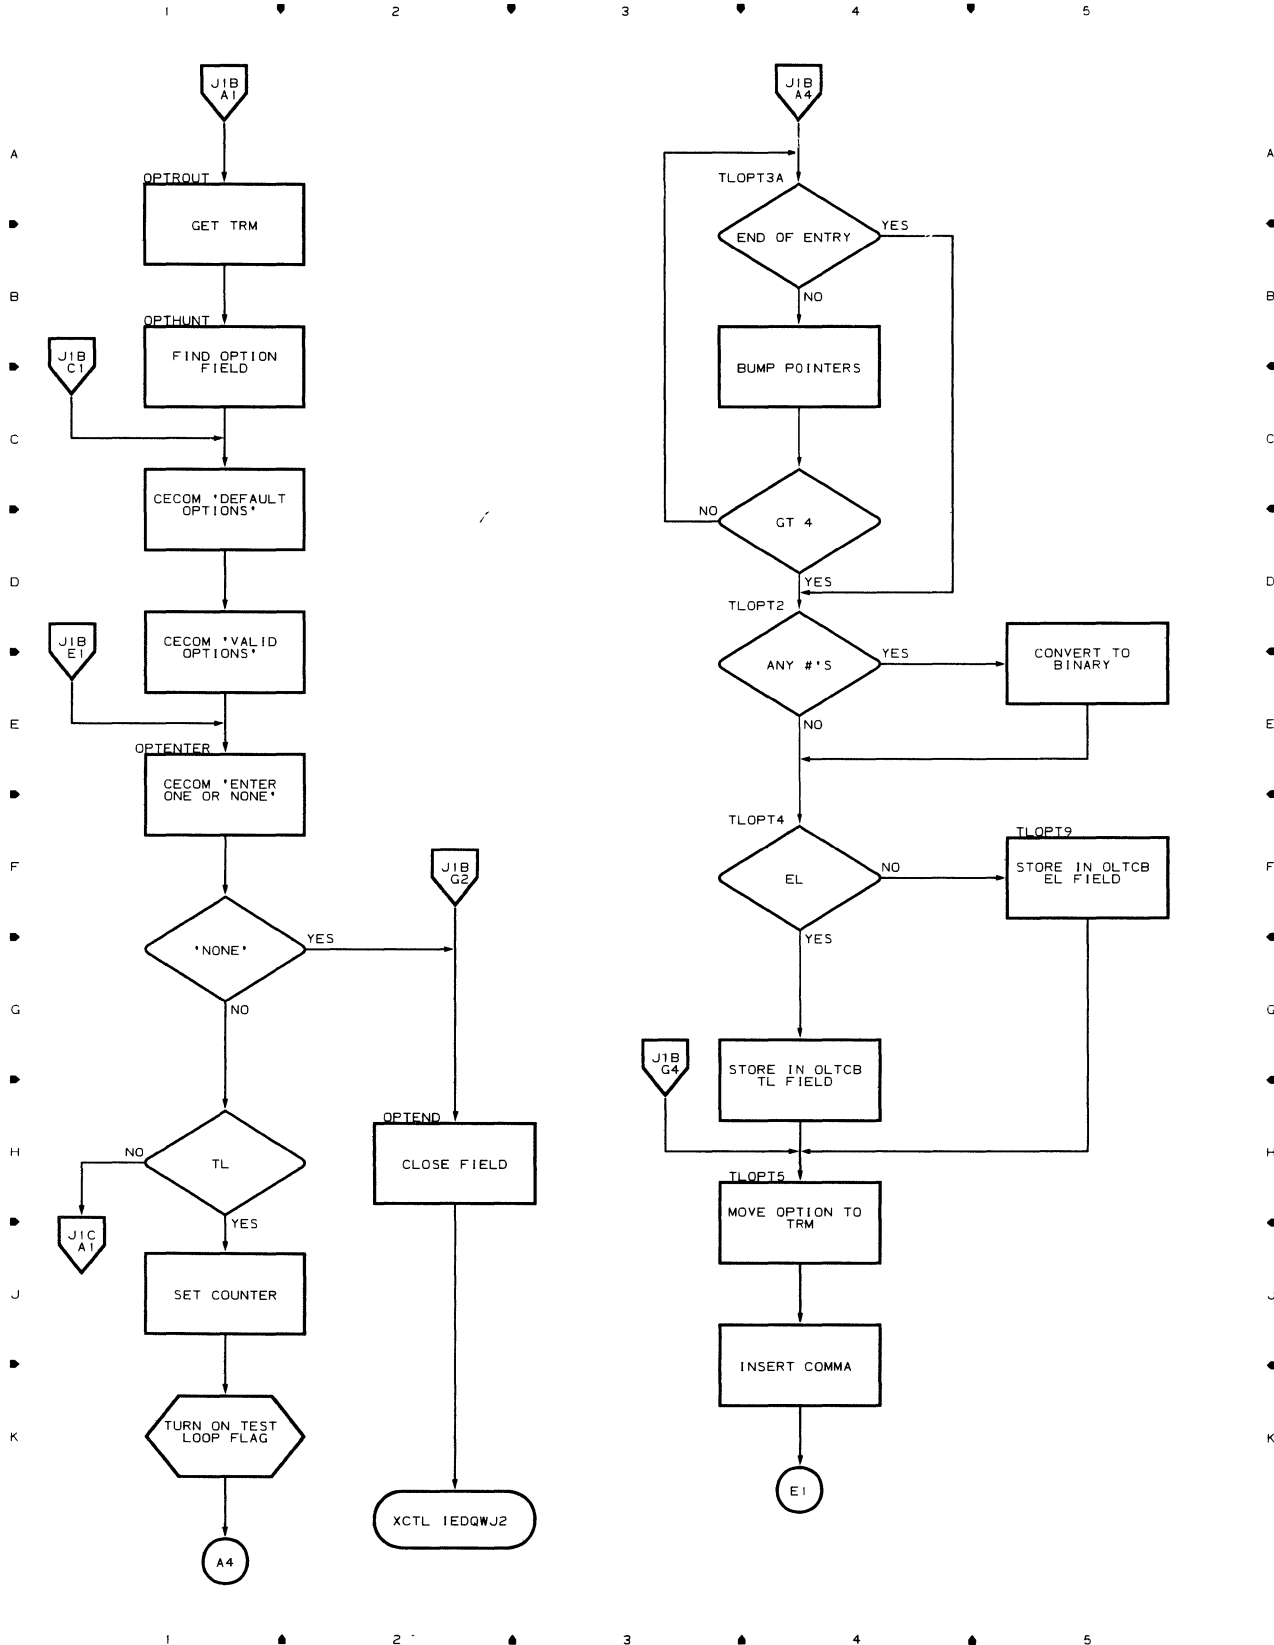 1 2 3 4 5
J1B
A1
A A
OPTROUT
GET TRM
B B
OPTHUNT
J1B
C1
FIND OPTION
FIELD
C C
CECOM 'DEFAULT
OPTIONS'
D D
J1B
E1
CECOM 'VALID
OPTIONS'
E E
OPTENTER
CECOM 'ENTER
ONE OR NONE'
F F
J1B
G2
'NONE'
YES
NO
G G
OPTEND
CLOSE FIELD
H H
NO
TL
YES
J1C
A1
SET COUNTER
J J
TURN ON TEST
LOOP FLAG
K K
XCTL IEDQWJ2
A4
J1B
A4
TLOPT3A
END OF ENTRY
YES
NO
BUMP POINTERS
NO
GT 4
YES
TLOPT2
ANY #'S
YES
CONVERT TO
BINARY
NO
TLOPT4
EL
NO
TLOPT9
STORE IN OLTCB
EL FIELD
YES
J1B
G4
STORE IN OLTCB
TL FIELD
TLOPT5
MOVE OPTION TO
TRM
INSERT COMMA
E1
1 2 3 4 5